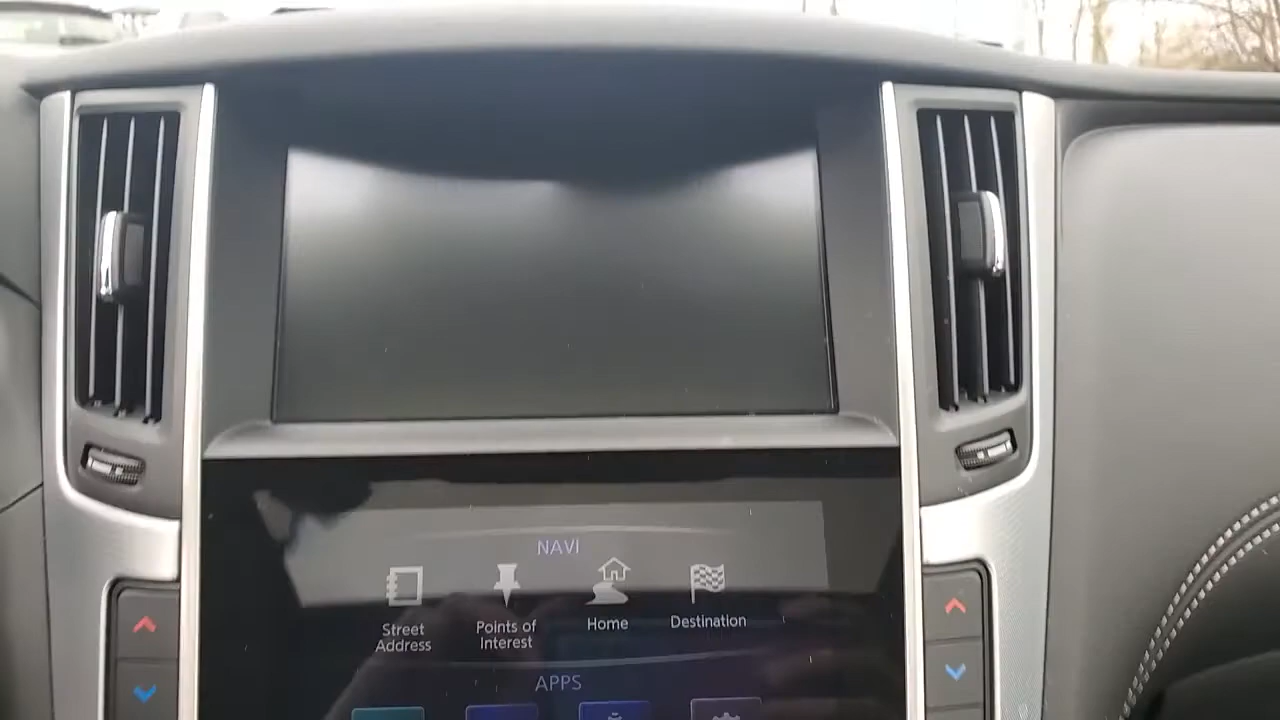 NAVI
Street
Address
Points of
Interest
Home
Destination
APPS